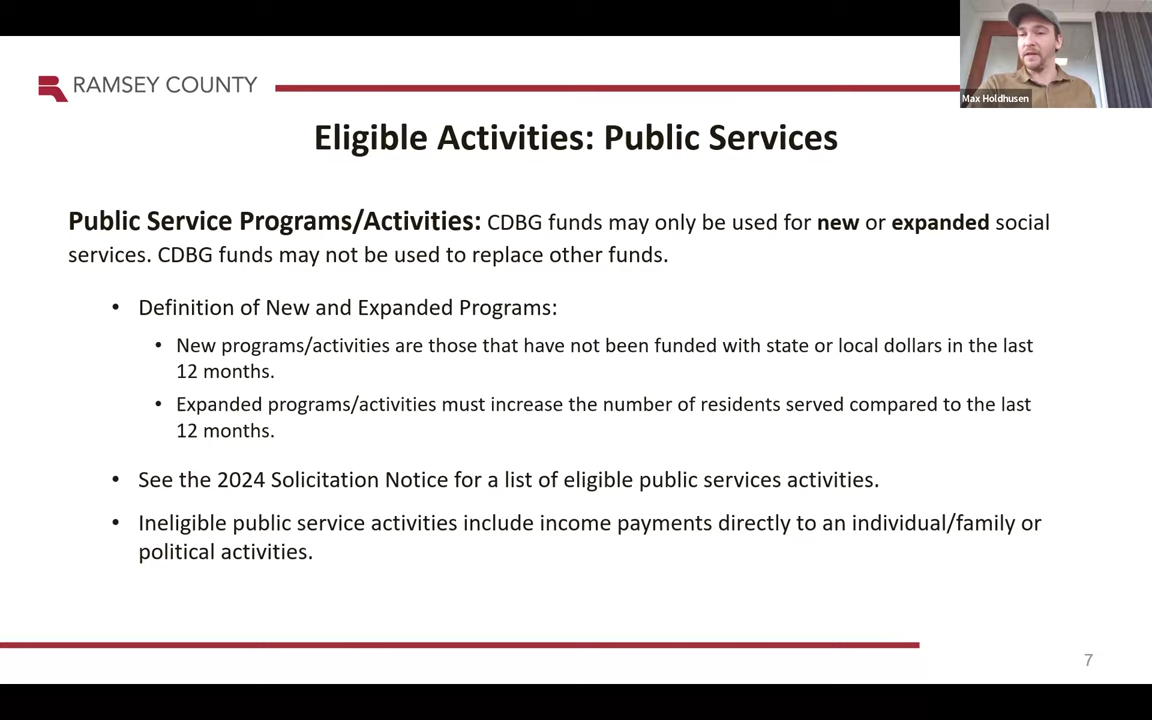 RAMSEY COUNTY
Max Holdhusen
Eligible Activities: Public Services
Public Service Programs/Activities: CDBG funds may only be used for new or expanded social
services. CDBG funds may not be used to replace other funds.
• Definition of New and Expanded Programs:
• New programs/activities are those that have not been funded with state or local dollars in the last
12 months.
• Expanded programs/activities must increase the number of residents served compared to the last
12 months.
• See the 2024 Solicitation Notice for a list of eligible public services activities.
• Ineligible public service activities include income payments directly to an individual/family or
political activities.
7